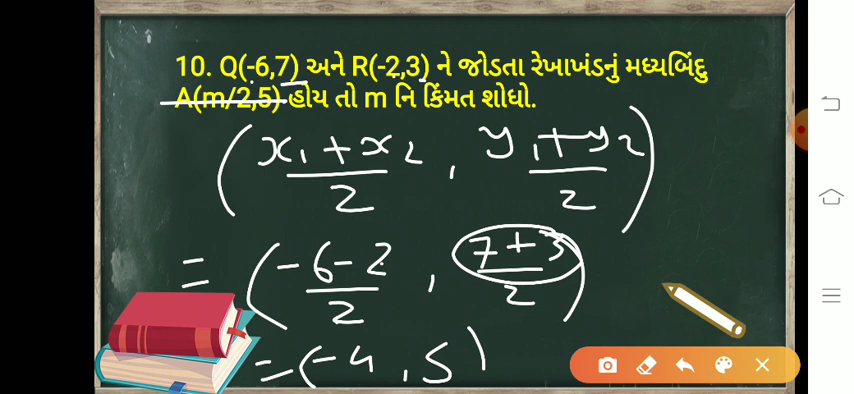 10. Q(-6,7) અને R(-2,3) ને જોડતા રેખાખંડનું મધ્યબિંદુ
A(m/2,5) હોય તો m નિ કિંમત શોધો.
(x₁ + x₂ / 2 , y₁ + y₂ / 2)
= (-6-2 / 2 , 7+3 / 2)
= (-4 , 5)